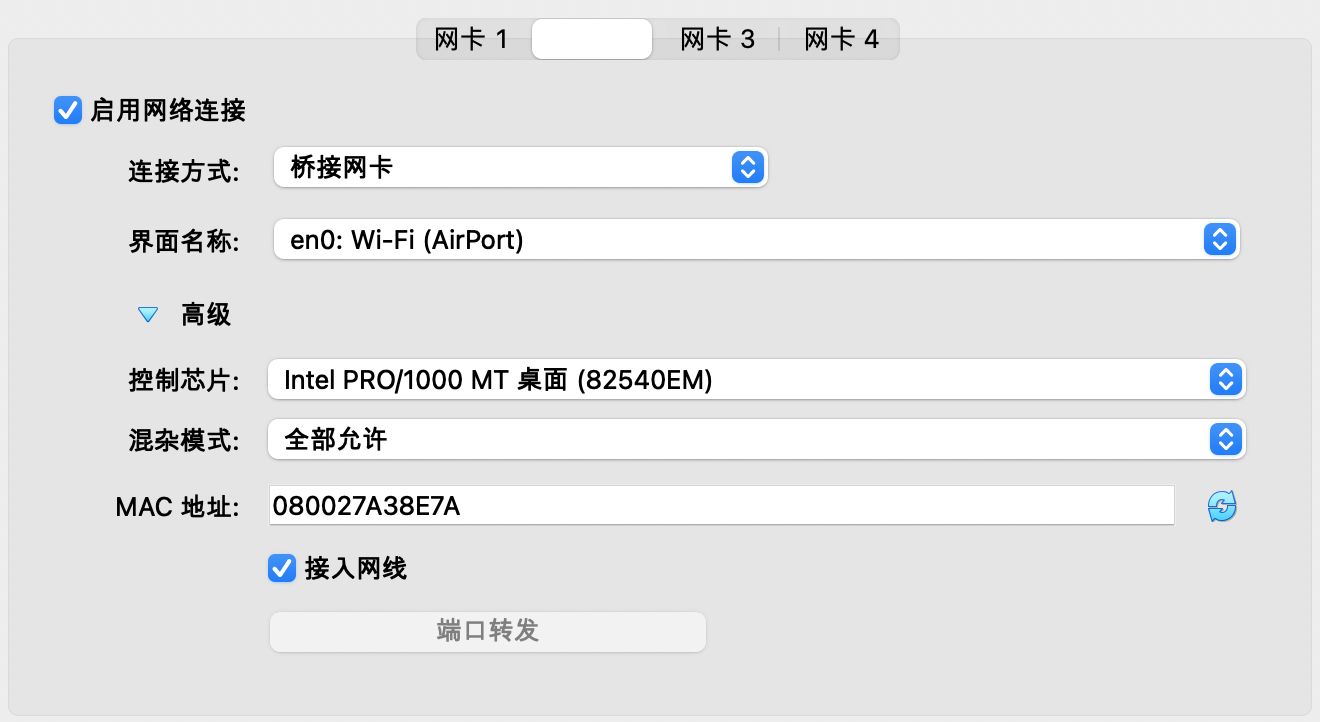 网卡 1 网卡 3 网卡 4
启用网络连接
连接方式: 桥接网卡
界面名称: en0: Wi-Fi (AirPort)
高级
控制芯片: Intel PRO/1000 MT 桌面 (82540EM)
混杂模式: 全部允许
MAC 地址: 080027A38E7A
接入网线
端口转发